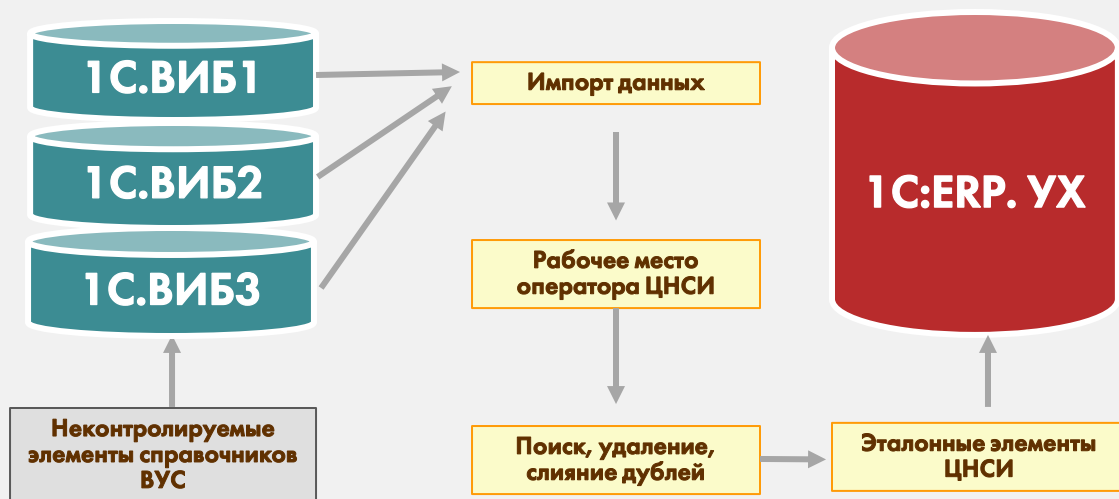 1С.ВИБ1
1С.ВИБ2
1С.ВИБ3
Неконтролируемые
элементы справочников
ВУС
Импорт данных
Рабочее место
оператора ЦНСИ
Поиск, удаление,
слияние дублей
Эталонные элементы
ЦНСИ
1С:ERP. УХ